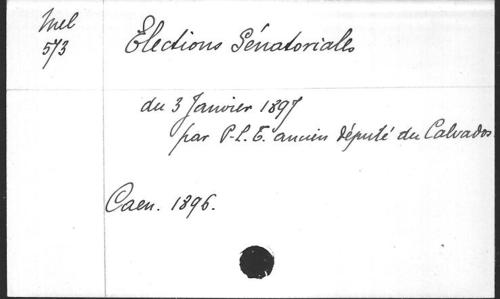 Mel
573
Elections Sénatoriales
du 3 Janvier 1897
par P.-L. T. ancien député du Calvados
Caen. 1896.